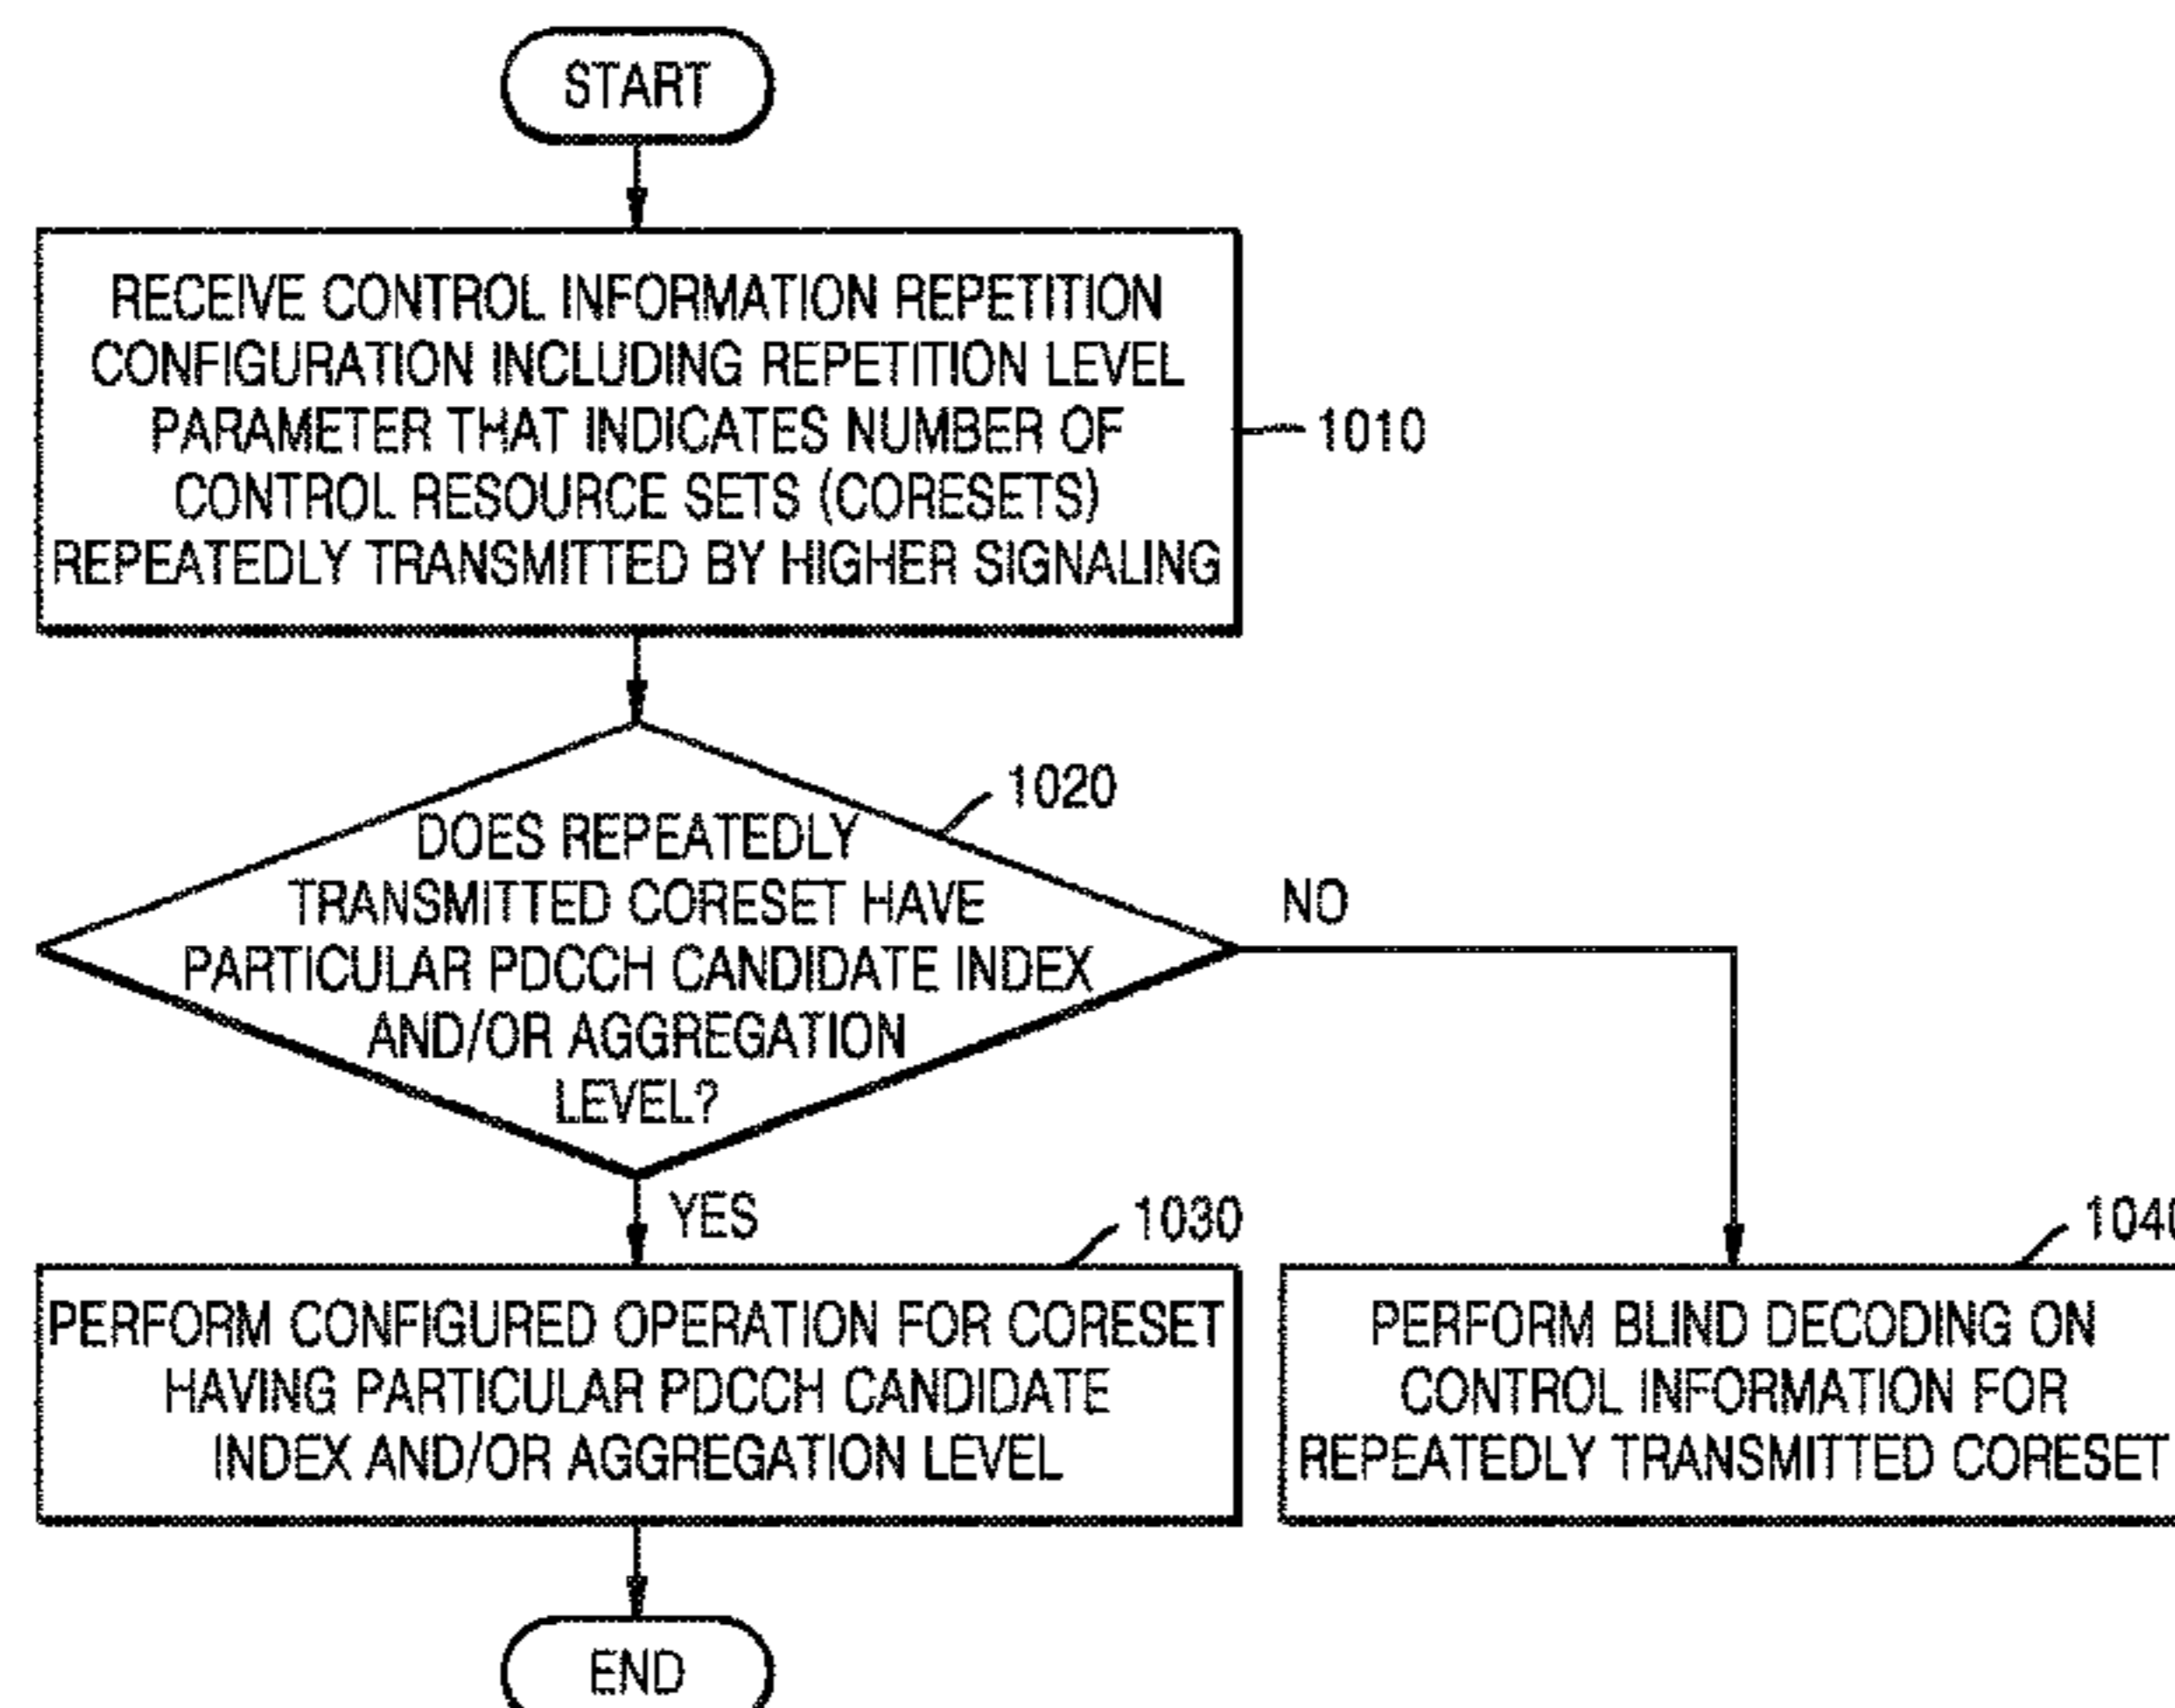 START
RECEIVE CONTROL INFORMATION REPETITION
CONFIGURATION INCLUDING REPETITION LEVEL
PARAMETER THAT INDICATES NUMBER OF
CONTROL RESOURCE SETS (CORESETS)
REPEATEDLY TRANSMITTED BY HIGHER SIGNALING
1010
1020
DOES REPEATEDLY
TRANSMITTED CORESET HAVE
PARTICULAR PDCCH CANDIDATE INDEX
AND/OR AGGREGATION
LEVEL?
NO
YES
1030
PERFORM CONFIGURED OPERATION FOR CORESET
HAVING PARTICULAR PDCCH CANDIDATE
INDEX AND/OR AGGREGATION LEVEL
1040
PERFORM BLIND DECODING ON
CONTROL INFORMATION FOR
REPEATEDLY TRANSMITTED CORESET
END